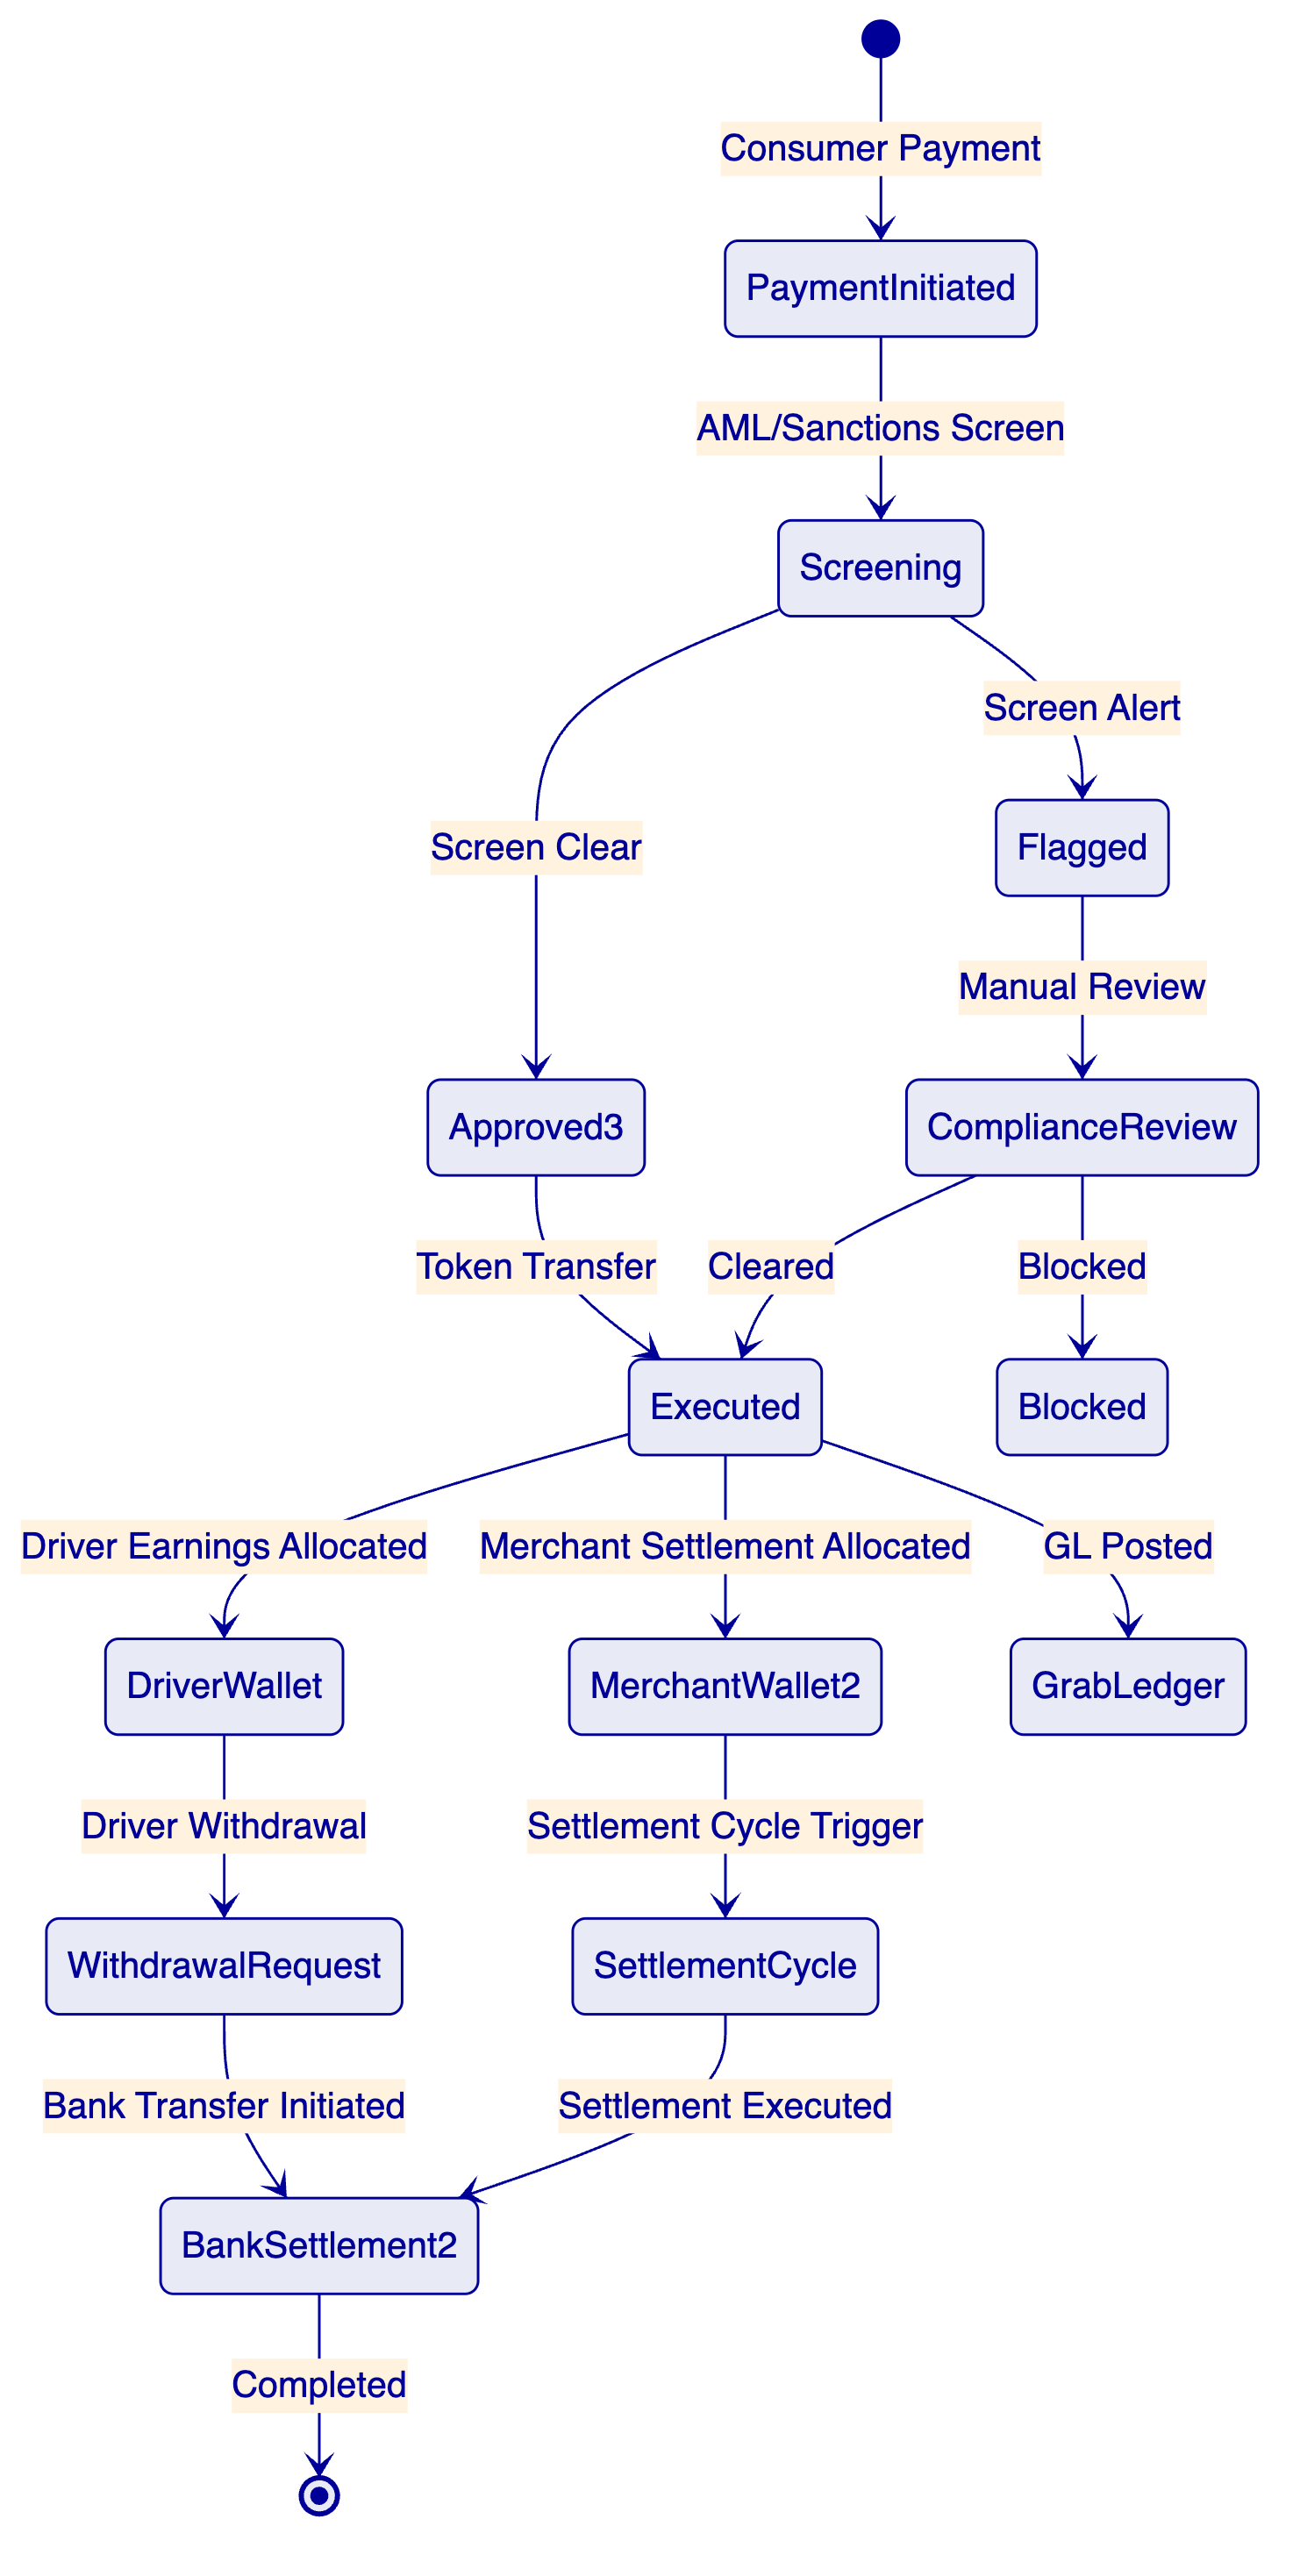 Consumer Payment
PaymentInitiated
AML/Sanctions Screen
Screening
Screen Alert
Screen Clear
Flagged
Manual Review
Approved3
ComplianceReview
Token Transfer
Cleared
Blocked
Executed
Blocked
Driver Earnings Allocated
Merchant Settlement Allocated
GL Posted
DriverWallet
MerchantWallet2
GrabLedger
Driver Withdrawal
Settlement Cycle Trigger
WithdrawalRequest
SettlementCycle
Bank Transfer Initiated
Settlement Executed
BankSettlement2
Completed